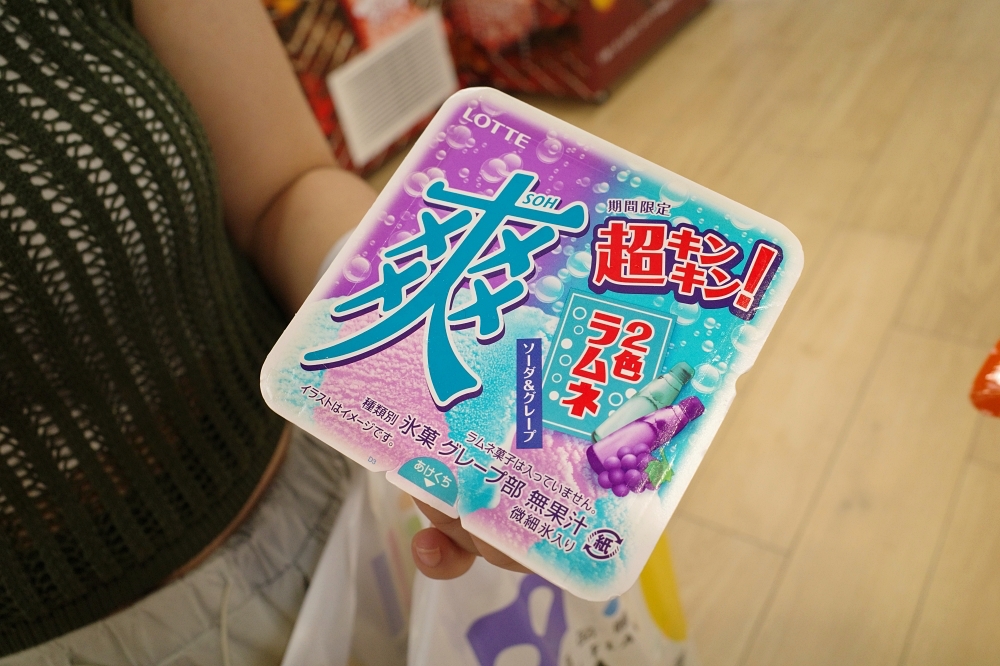 LOTTE
爽
SOH
期間限定
超キンキン!
2色
ラムネ
ソーダ&グレープ
ラムネ菓子は入っていません。
種類別 氷菓 グレープ部 無果汁
イラストはイメージです。
微細氷入り
紙
あけくち
D3